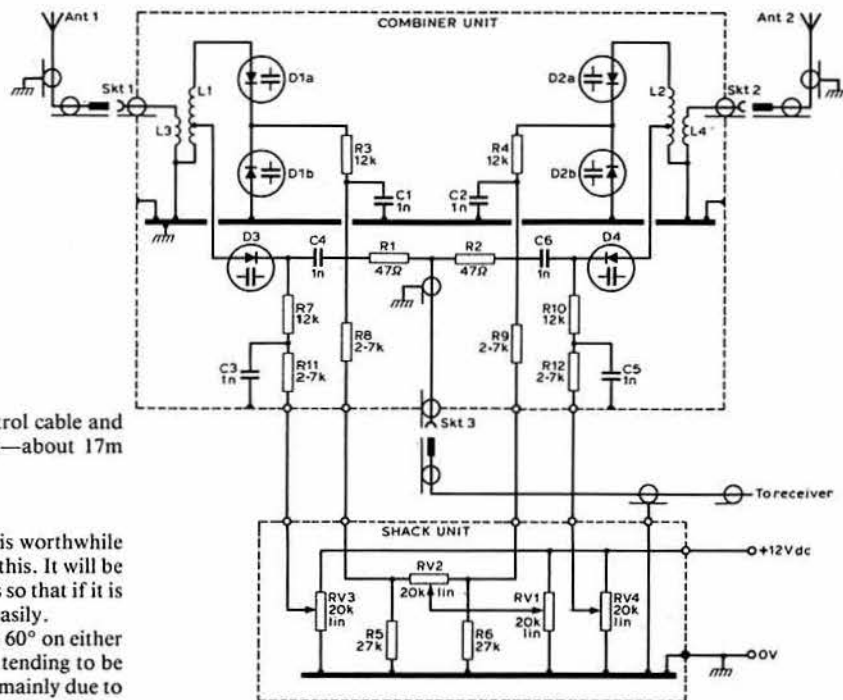 Ant 1
COMBINER UNIT
Ant 2
Skt 1
L1
D1a
D2a
L2
Skt 2
L3
L4
R3
12k
R4
12k
D1b
D2b
C1
1n
C2
1n
D3
C4
1n
R1
47Ω
R2
47Ω
C6
1n
D4
R7
12k
R10
12k
R8
2·7k
R9
2·7k
C3
1n
R11
2·7k
R12
2·7k
C5
1n
Skt 3
To receiver
SHACK UNIT
+12V dc
RV3
20k
lin
RV2
20k lin
RV1
20k
lin
RV4
20k
lin
R5
27k
R6
27k
0V
trol cable and
—about 17m
is worthwhile
this. It will be
s so that if it is
asily.
60° on either
tending to be
mainly due to